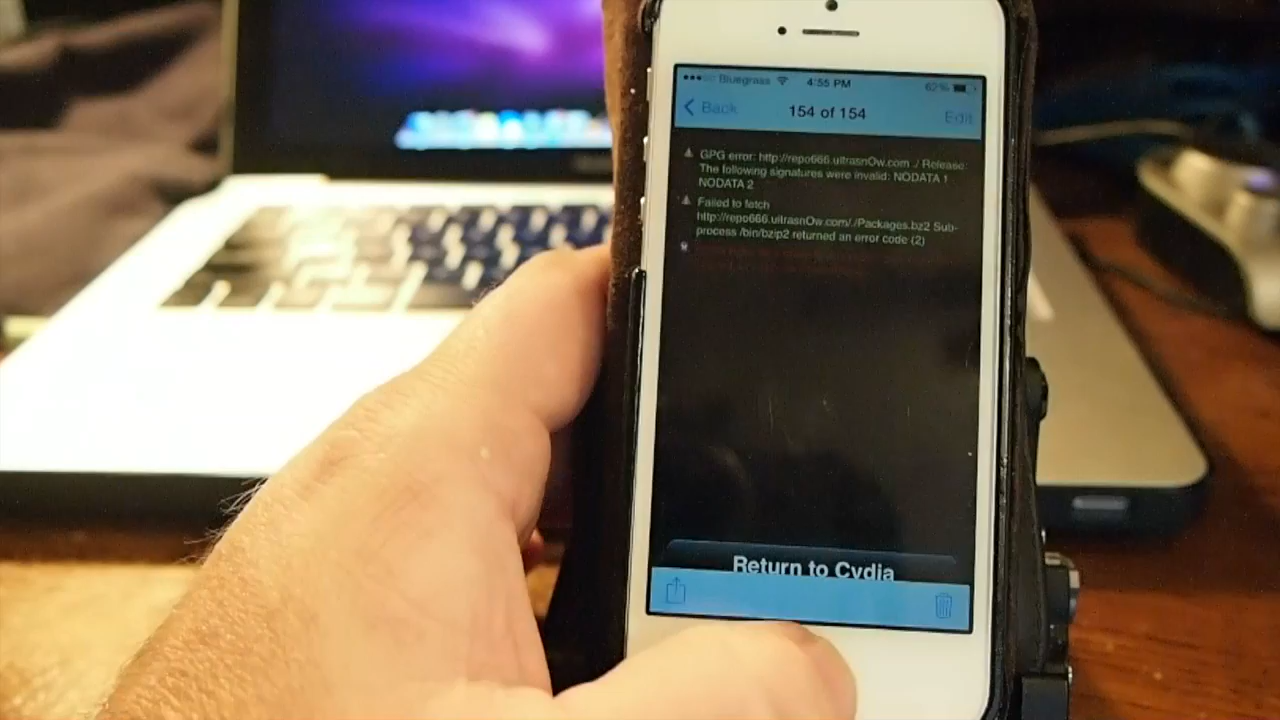 Bluegrass 4:55 PM 62%
Back 154 of 154 Edit
GPG error: http://repo666.ultrasn0w.com ./ Release:
The following signatures were invalid: NODATA 1
NODATA 2
Failed to fetch
http://repo666.ultrasn0w.com/./Packages.bz2 Sub-
process /bin/bzip2 returned an error code (2)
Return to Cydia